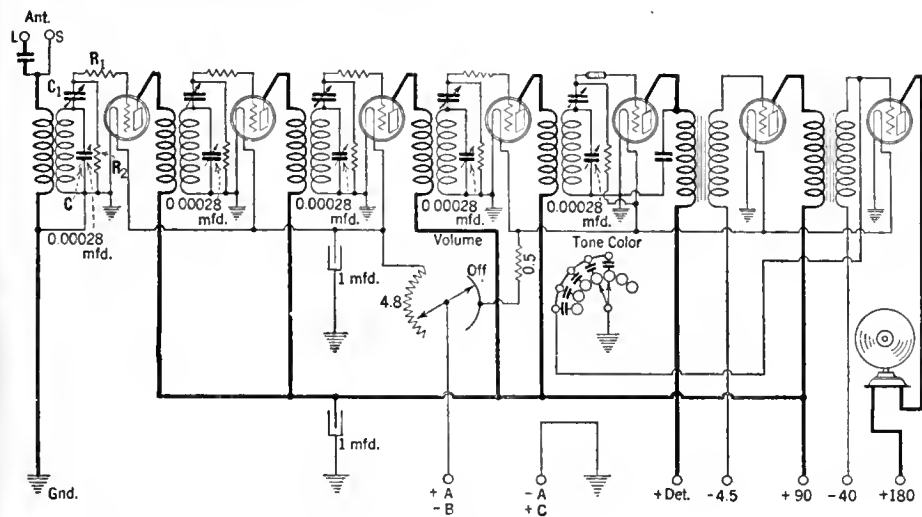 Ant.
L
S
R1
C1
R2
C
0.00028
mfd.
0.00028
mfd.
0.00028
mfd.
0.00028
mfd.
0.00028
mfd.
Volume
Tone Color
Off
0.5
4.8
1 mfd.
1 mfd.
Gnd.
+ A
- B
- A
+ C
+ Det.
-4.5
+ 90
-40
+180